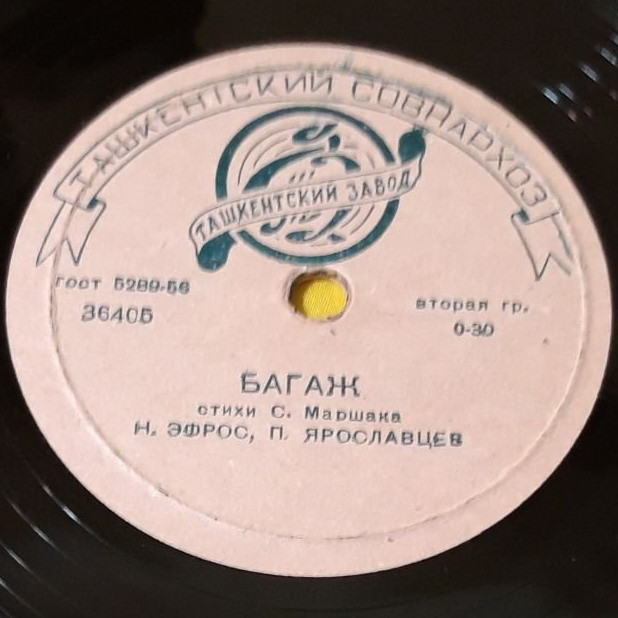 ТАШКЕНТСКИЙ СОВНАРХОЗ
ТАШКЕНТСКИЙ ЗАВОД
ГОСТ 5289-56
36405
вторая гр.
0-30
БАГАЖ
стихи С. Маршака
Н. ЭФРОС, П. ЯРОСЛАВЦЕВ